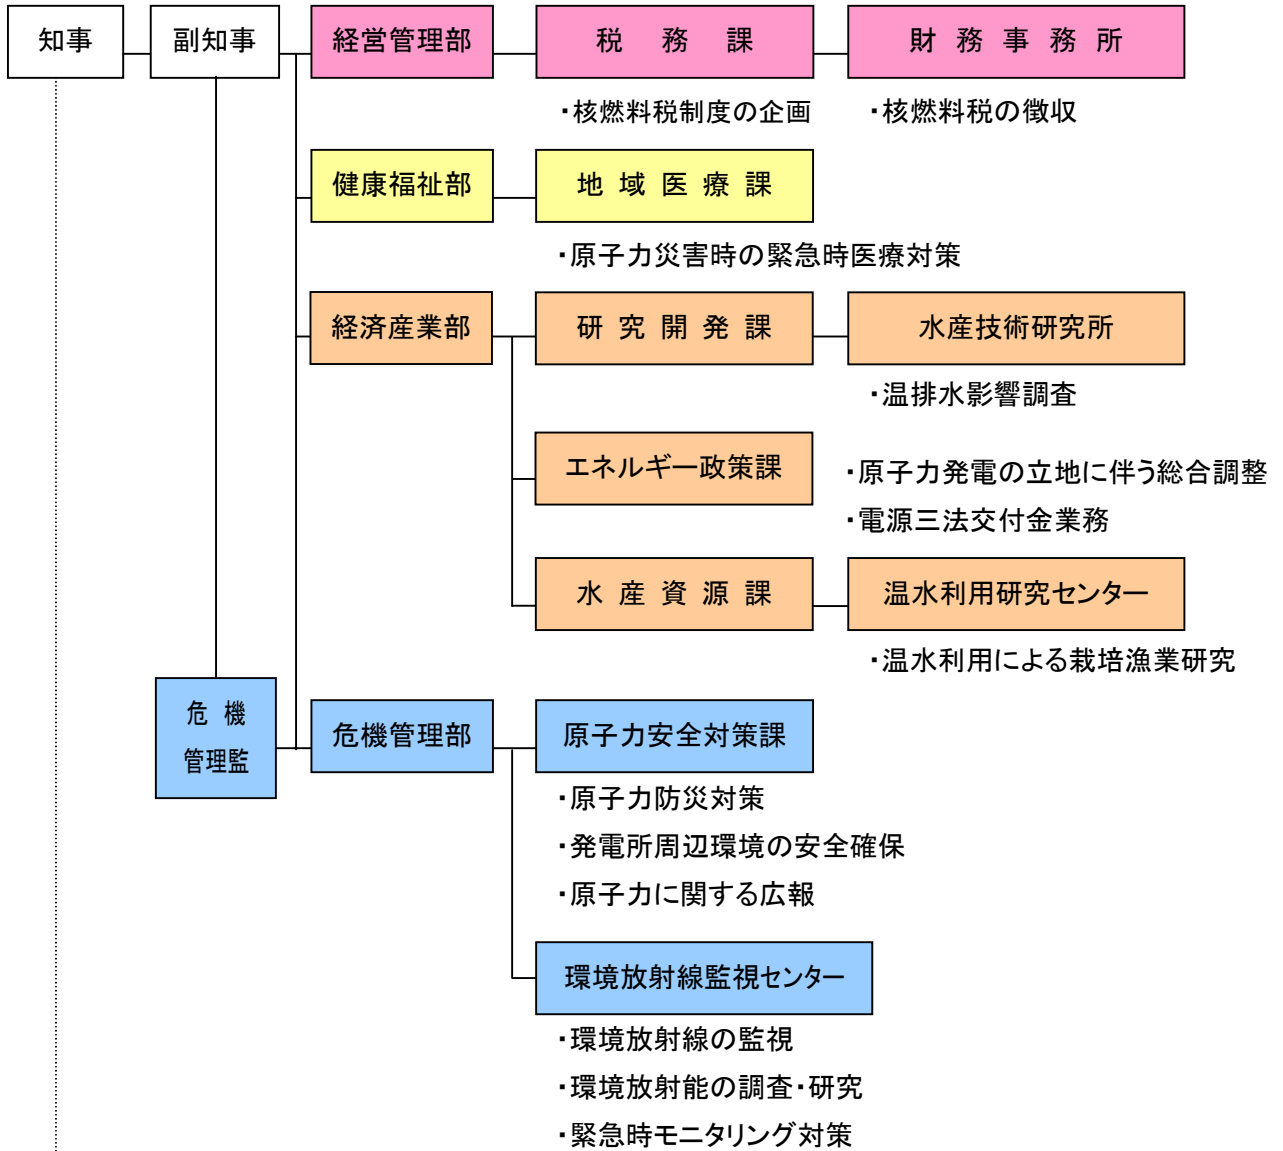 知事
副知事
経営管理部
税務課
財務事務所
・核燃料税制度の企画
・核燃料税の徴収
健康福祉部
地域医療課
・原子力災害時の緊急時医療対策
経済産業部
研究開発課
水産技術研究所
・温排水影響調査
エネルギー政策課
・原子力発電の立地に伴う総合調整
・電源三法交付金業務
水産資源課
温水利用研究センター
・温水利用による栽培漁業研究
危機
管理監
危機管理部
原子力安全対策課
・原子力防災対策
・発電所周辺環境の安全確保
・原子力に関する広報
環境放射線監視センター
・環境放射線の監視
・環境放射能の調査・研究
・緊急時モニタリング対策